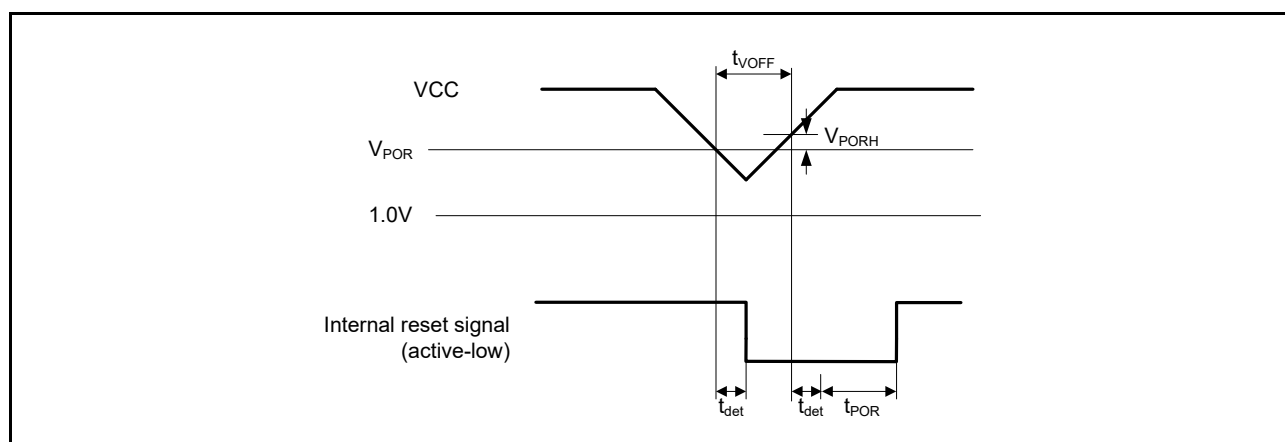 tVOFF
VCC
VPORH
VPOR
1.0V
Internal reset signal
(active-low)
tdet
tdet
tPOR